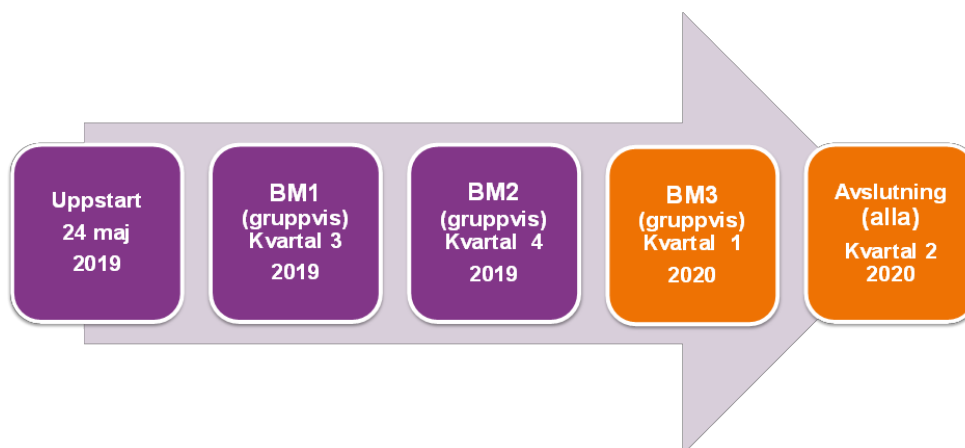 Uppstart
24 maj
2019
BM1
(gruppvis)
Kvartal 3
2019
BM2
(gruppvis)
Kvartal 4
2019
BM3
(gruppvis)
Kvartal 1
2020
Avslutning
(alla)
Kvartal 2
2020